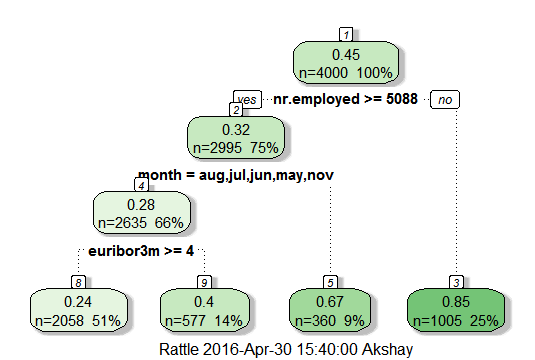 1
0.45
n=4000 100%
yes nr.employed >= 5088 no
2
0.32
n=2995 75%
month = aug,jul,jun,may,nov
4
0.28
n=2635 66%
euribor3m >= 4
8 9 5 3
0.24 0.4 0.67 0.85
n=2058 51% n=577 14% n=360 9% n=1005 25%
Rattle 2016-Apr-30 15:40:00 Akshay